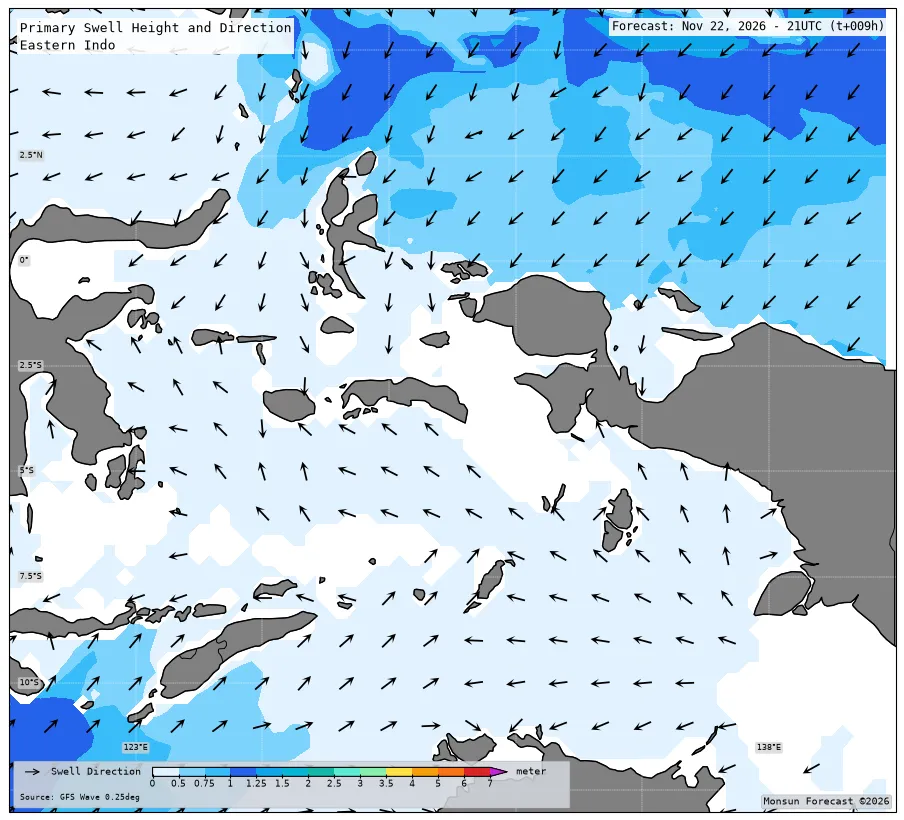 Primary Swell Height and Direction
Eastern Indo
Forecast: Nov 22, 2026 - 21UTC (t+009h)
2.5°N
0°
2.5°S
5°S
7.5°S
10°S
123°E
138°E
Swell Direction
0 0.5 0.75 1 1.25 1.5 2 2.5 3 3.5 4 5 6 7
meter
Source: GFS Wave 0.25deg
Monsun Forecast ©2026